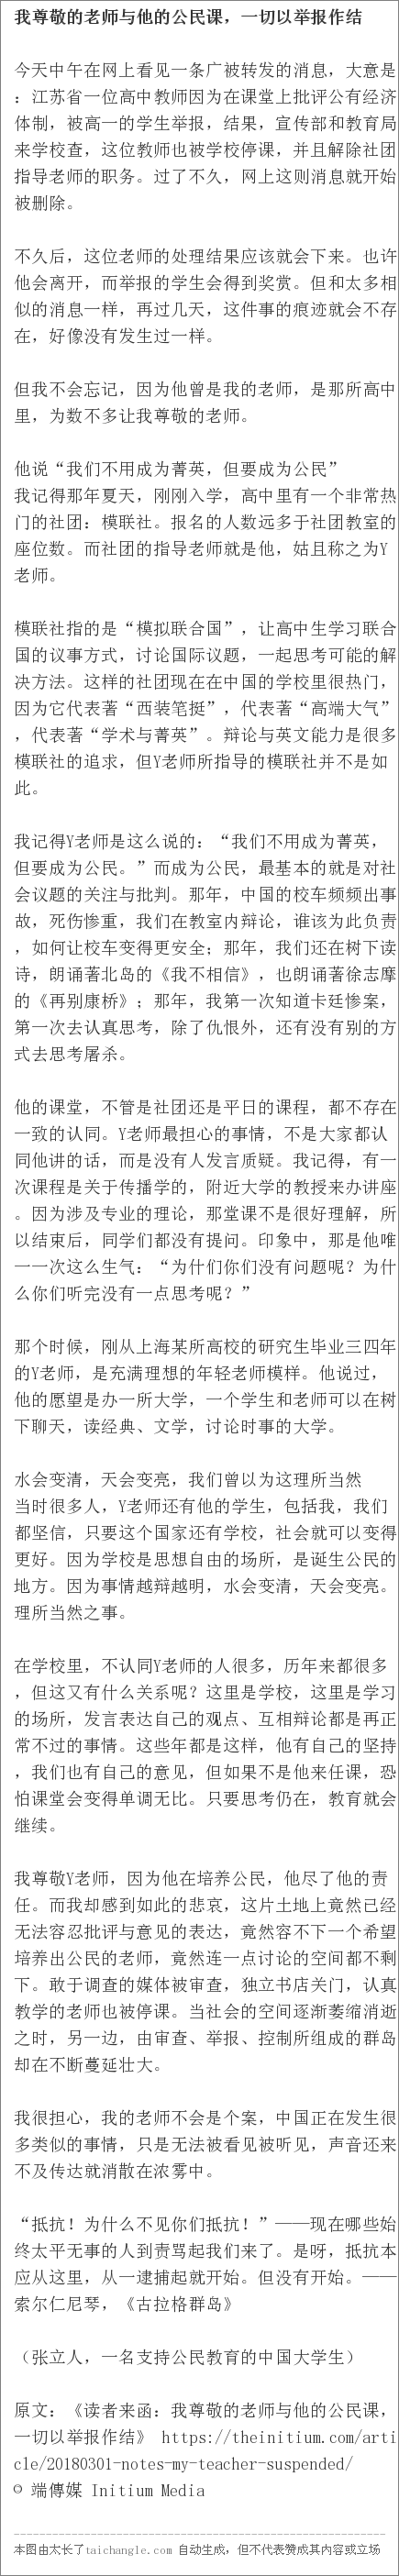 我尊敬的老师与他的公民课，一切以举报作结
今天中午在网上看见一条广被转发的消息，大意是
：江苏省一位高中教师因为在课堂上批评公有经济
体制，被高一的学生举报，结果，宣传部和教育局
来学校查，这位教师也被学校停课，并且解除社团
指导老师的职务。过了不久，网上这则消息就开始
被删除。
不久后，这位老师的处理结果应该就会下来。也许
他会离开，而举报的学生会得到奖赏。但和太多相
似的消息一样，再过几天，这件事的痕迹就会不存
在，好像没有发生过一样。
但我不会忘记，因为他曾是我的老师，是那所高中
里，为数不多让我尊敬的老师。
他说“我们不用成为菁英，但要成为公民”
我记得那年夏天，刚刚入学，高中里有一个非常热
门的社团：模联社。报名的人数远多于社团教室的
座位数。而社团的指导老师就是他，姑且称之为Y
老师。
模联社指的是“模拟联合国”，让高中生学习联合
国的议事方式，讨论国际议题，一起思考可能的解
决方法。这样的社团现在在中国的学校里很热门，
因为它代表著“西装笔挺”，代表著“高端大气”
，代表著“学术与菁英”。辩论与英文能力是很多
模联社的追求，但Y老师所指导的模联社并不是如
此。
我记得Y老师是这么说的：“我们不用成为菁英，
但要成为公民。”而成为公民，最基本的就是对社
会议题的关注与批判。那年，中国的校车频频出事
故，死伤惨重，我们在教室内辩论，谁该为此负责
，如何让校车变得更安全；那年，我们还在树下读
诗，朗诵著北岛的《我不相信》，也朗诵著徐志摩
的《再别康桥》；那年，我第一次知道卡廷惨案，
第一次去认真思考，除了仇恨外，还有没有别的方
式去思考屠杀。
他的课堂，不管是社团还是平日的课程，都不存在
一致的认同。Y老师最担心的事情，不是大家都认
同他讲的话，而是没有人发言质疑。我记得，有一
次课程是关于传播学的，附近大学的教授来办讲座
。因为涉及专业的理论，那堂课不是很好理解，所
以结束后，同学们都没有提问。印象中，那是他唯
一一次这么生气：“为什们你们没有问题呢？为什
么你们听完没有一点思考呢？”
那个时候，刚从上海某所高校的研究生毕业三四年
的Y老师，是充满理想的年轻老师模样。他说过，
他的愿望是办一所大学，一个学生和老师可以在树
下聊天，读经典、文学，讨论时事的大学。
水会变清，天会变亮，我们曾以为这理所当然
当时很多人，Y老师还有他的学生，包括我，我们
都坚信，只要这个国家还有学校，社会就可以变得
更好。因为学校是思想自由的场所，是诞生公民的
地方。因为事情越辩越明，水会变清，天会变亮。
理所当然之事。
在学校里，不认同Y老师的人很多，历年来都很多
，但这又有什么关系呢？这里是学校，这里是学习
的场所，发言表达自己的观点、互相辩论都是再正
常不过的事情。这些年都是这样，他有自己的坚持
，我们也有自己的意见，但如果不是他来任课，恐
怕课堂会变得单调无比。只要思考仍在，教育就会
继续。
我尊敬Y老师，因为他在培养公民，他尽了他的责
任。而我却感到如此的悲哀，这片土地上竟然已经
无法容忍批评与意见的表达，竟然容不下一个希望
培养出公民的老师，竟然连一点讨论的空间都不剩
下。敢于调查的媒体被审查，独立书店关门，认真
教学的老师也被停课。当社会的空间逐渐萎缩消逝
之时，另一边，由审查、举报、控制所组成的群岛
却在不断蔓延壮大。
我很担心，我的老师不会是个案，中国正在发生很
多类似的事情，只是无法被看见被听见，声音还来
不及传达就消散在浓雾中。
“抵抗！为什么不见你们抵抗！”——现在哪些始
终太平无事的人到责骂起我们来了。是呀，抵抗本
应从这里，从一逮捕起就开始。但没有开始。——
索尔仁尼琴，《古拉格群岛》
（张立人，一名支持公民教育的中国大学生）
原文：《读者来函：我尊敬的老师与他的公民课，
一切以举报作结》 https://theinitium.com/arti
cle/20180301-notes-my-teacher-suspended/
© 端傳媒 Initium Media
本图由太长了taichangle.com 自动生成，但不代表赞成其内容或立场